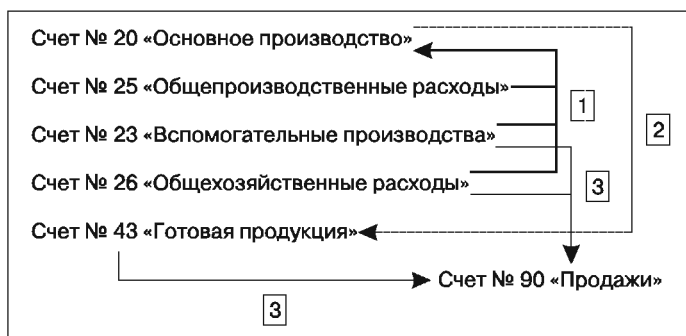 Счет № 20 «Основное производство»
Счет № 25 «Общепроизводственные расходы»
1
Счет № 23 «Вспомогательные производства»
2
Счет № 26 «Общехозяйственные расходы»
3
Счет № 43 «Готовая продукция»
Счет № 90 «Продажи»
3